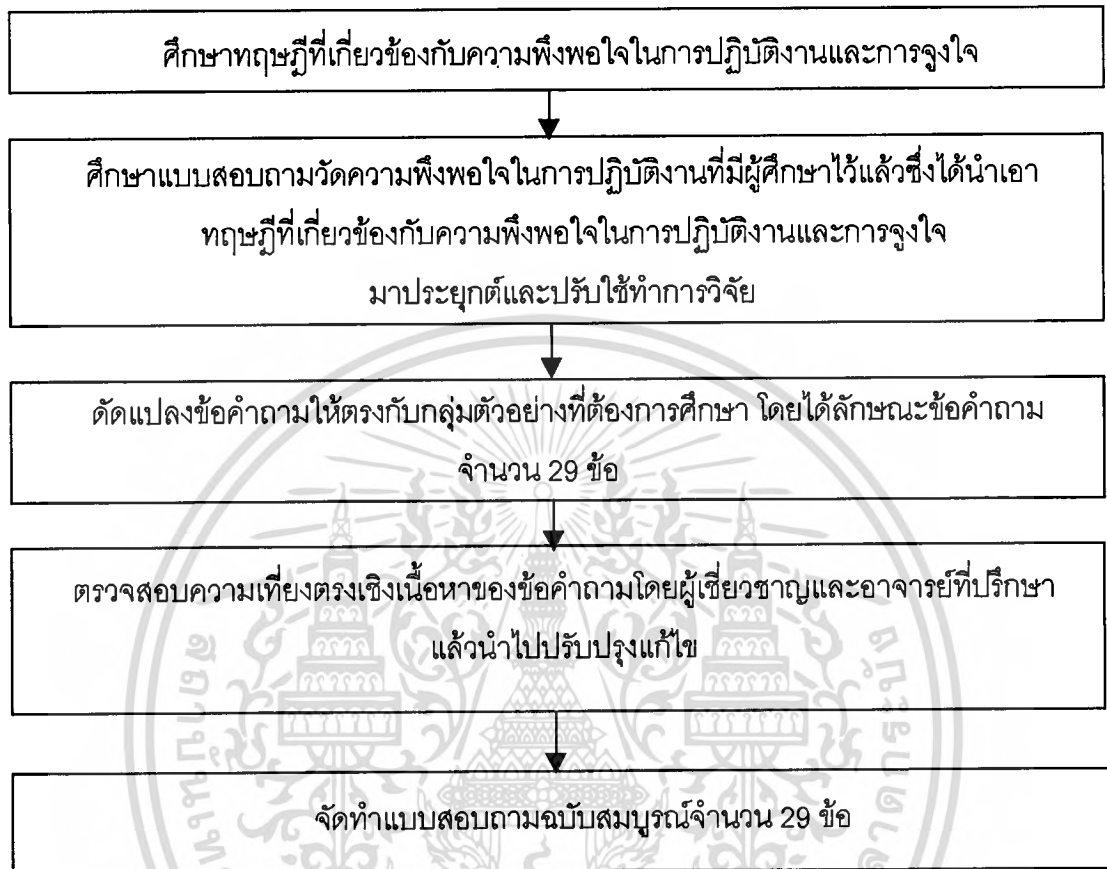 ศึกษาทฤษฎีที่เกี่ยวข้องกับความพึงพอใจในการปฏิบัติงานและการจูงใจ
ศึกษาแบบสอบถามวัดความพึงพอใจในการปฏิบัติงานที่มีผู้ศึกษาไว้แล้วซึ่งได้นำเอา
ทฤษฎีที่เกี่ยวข้องกับความพึงพอใจในการปฏิบัติงานและการจูงใจ
มาประยุกต์และปรับใช้ทำการวิจัย
ดัดแปลงข้อคำถามให้ตรงกับกลุ่มตัวอย่างที่ต้องการศึกษา โดยได้ลักษณะข้อคำถาม
จำนวน 29 ข้อ
ตรวจสอบความเที่ยงตรงเชิงเนื้อหาของข้อคำถามโดยผู้เชี่ยวชาญและอาจารย์ที่ปรึกษา
แล้วนำไปปรับปรุงแก้ไข
จัดทำแบบสอบถามฉบับสมบูรณ์จำนวน 29 ข้อ